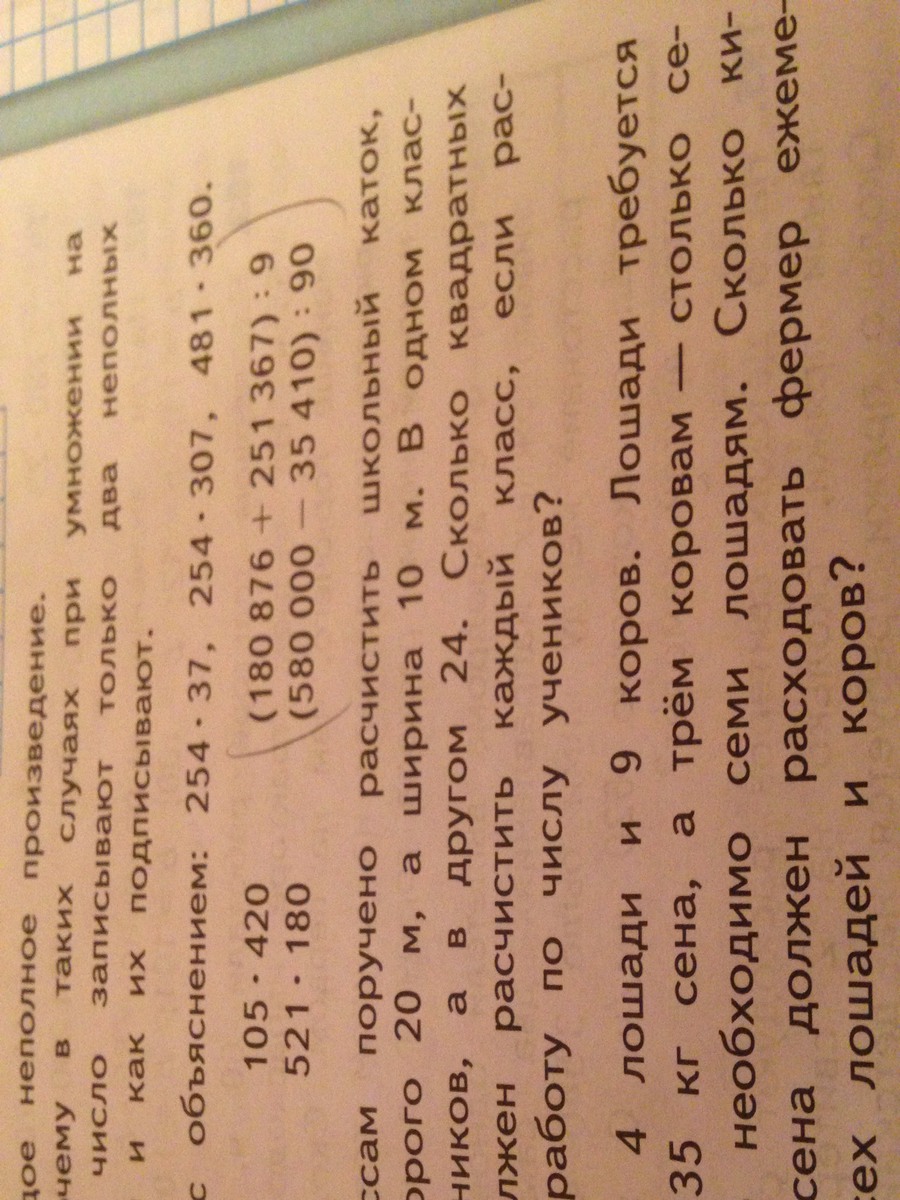 дое неполное произведение.
чему в таких случаях при умножении на
число записывают только два неполных
и как их подписывают.
с объяснением: 254 · 37, 254 · 307, 481 · 360.
105 · 420 (180 876 + 251 367) : 9
521 · 180 (580 000 − 35 410) : 90
ссам поручено расчистить школьный каток,
орого 20 м, а ширина 10 м. В одном клас-
ников, а в другом 24. Сколько квадратных
лжен расчистить каждый класс, если рас-
работу по числу учеников?
4 лошади и 9 коров. Лошади требуется
35 кг сена, а трём коровам — столько се-
необходимо семи лошадям. Сколько ки-
сена должен расходовать фермер ежеме-
ех лошадей и коров?